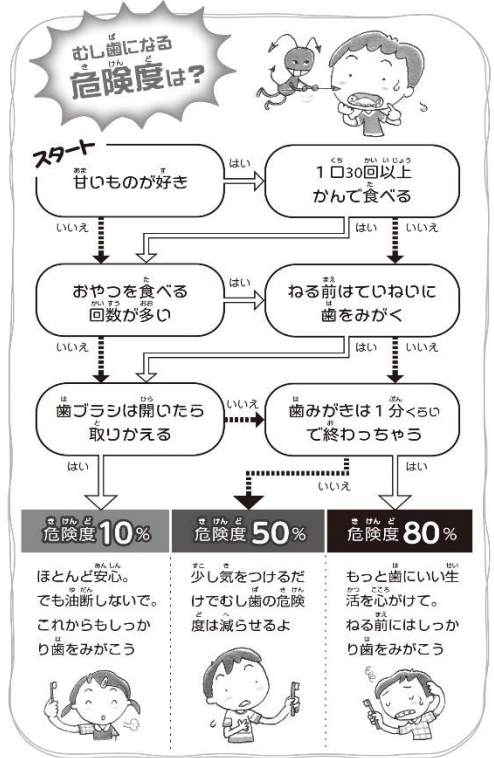 むし歯になる
危険度は？
スタート
甘いものが好き
はい
1口30回以上
かんで食べる
いいえ
はい
いいえ
おやつを食べる
回数が多い
はい
ねる前はていねいに
歯をみがく
いいえ
はい
いいえ
歯ブラシは開いたら
取りかえる
いいえ
歯みがきは1分くらい
で終わっちゃう
はい
いいえ
はい
危険度10%
危険度50%
危険度80%
ほとんど安心。
でも油断しないで。
これからもしっか
り歯をみがこう
少し気をつけるだ
けでむし歯の危険
度は減らせるよ
もっと歯にいい生
活を心がけて。
ねる前にはしっか
り歯をみがこう